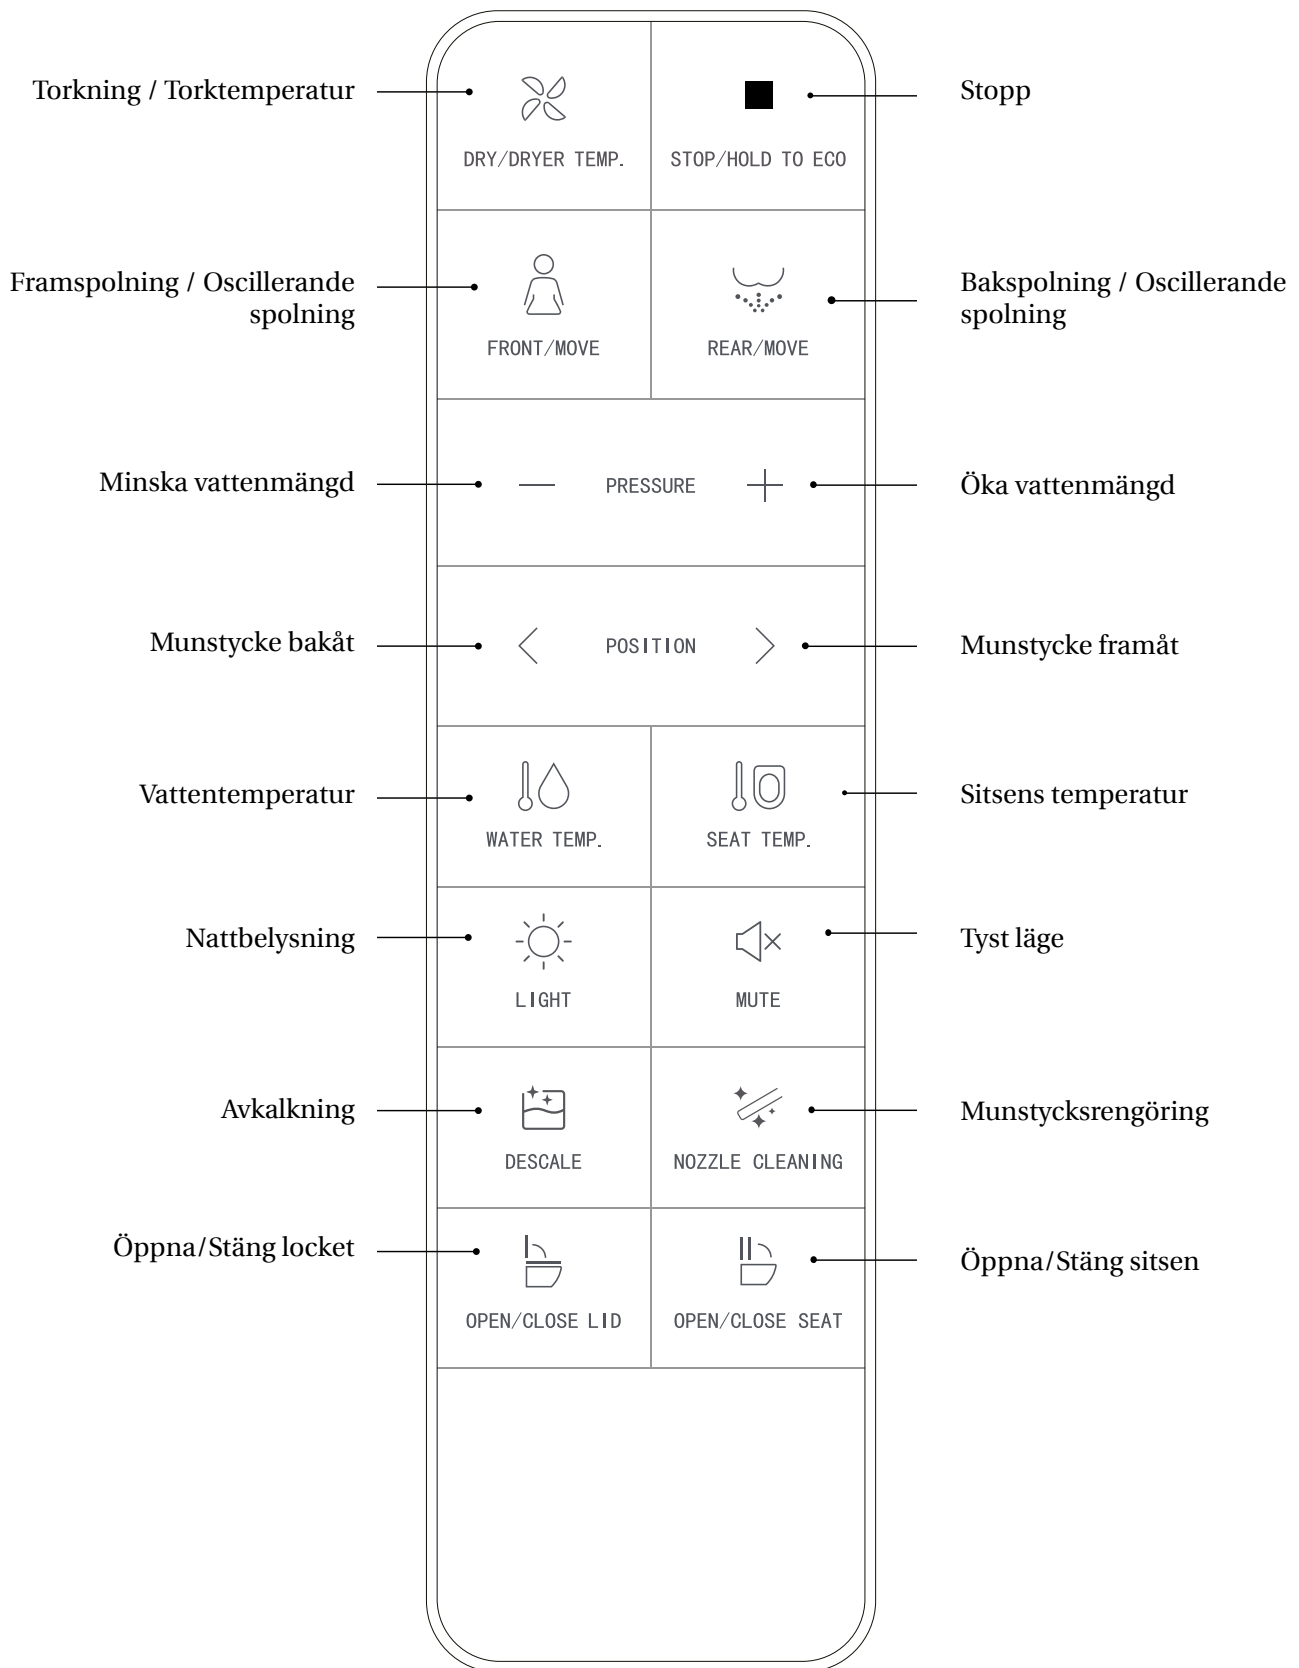 Torkning / Torktemperatur
Stopp
DRY/DRYER TEMP.
STOP/HOLD TO ECO
Framspolning / Oscillerande
spolning
Bakspolning / Oscillerande
spolning
FRONT/MOVE
REAR/MOVE
Minska vattenmängd
PRESSURE
Öka vattenmängd
Munstycke bakåt
POSITION
Munstycke framåt
Vattentemperatur
Sitsens temperatur
WATER TEMP.
SEAT TEMP.
Nattbelysning
Tyst läge
LIGHT
MUTE
Avkalkning
Munstycksrengöring
DESCALE
NOZZLE CLEANING
Öppna/Stäng locket
Öppna/Stäng sitsen
OPEN/CLOSE LID
OPEN/CLOSE SEAT